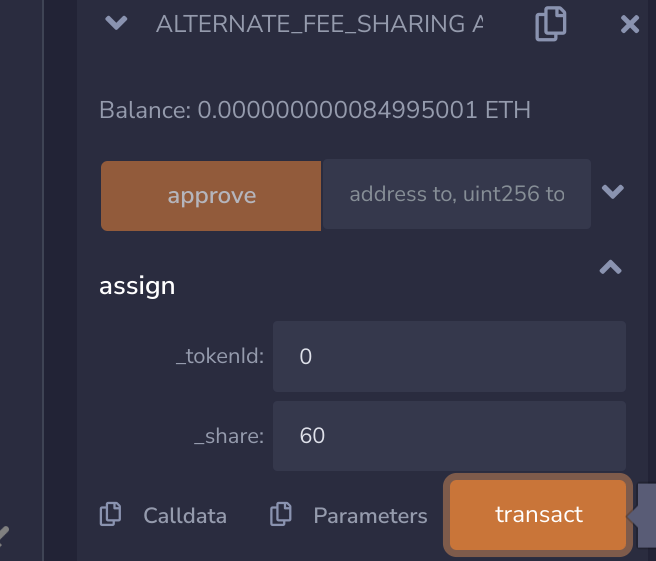 ALTERNATE_FEE_SHARING A
Balance: 0.000000000084995001 ETH
approve address to, uint256 to
assign
_tokenId: 0
_share: 60
Calldata Parameters transact